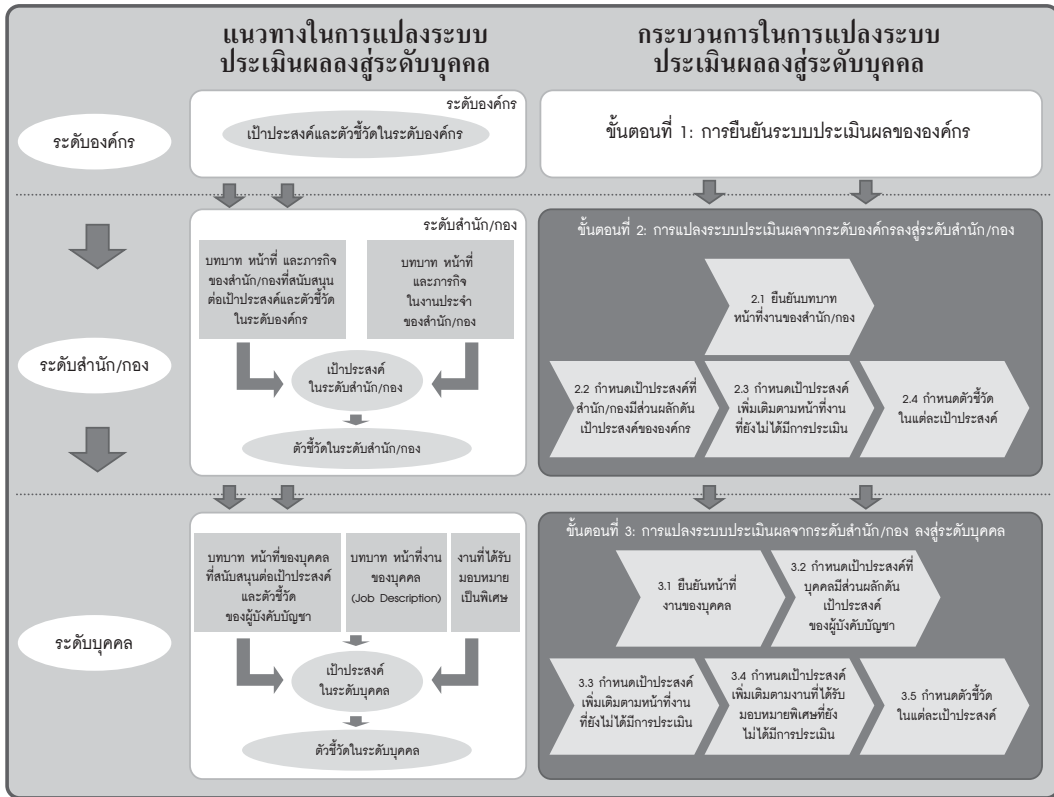 แนวทางในการแปลงระบบ
ประเมินผลลงสู่ระดับบุคคล
กระบวนการในการแปลงระบบ
ประเมินผลลงสู่ระดับบุคคล
ระดับองค์กร
ระดับองค์กร
เป้าประสงค์และตัวชี้วัดในระดับองค์กร
ขั้นตอนที่ 1: การยืนยันระบบประเมินผลขององค์กร
ระดับสำนัก/กอง
ระดับสำนัก/กอง
บทบาท หน้าที่ และภารกิจ
ของสำนัก/กองที่สนับสนุน
ต่อเป้าประสงค์และตัวชี้วัด
ในระดับองค์กร
บทบาท หน้าที่
และภารกิจ
ในงานประจำ
ของสำนัก/กอง
เป้าประสงค์
ในระดับสำนัก/กอง
ตัวชี้วัดในระดับสำนัก/กอง
ขั้นตอนที่ 2: การแปลงระบบประเมินผลจากระดับองค์กรลงสู่ระดับสำนัก/กอง
2.1 ยืนยันบทบาท
หน้าที่งานของสำนัก/กอง
2.2 กำหนดเป้าประสงค์ที่
สำนัก/กองมีส่วนผลักดัน
เป้าประสงค์ขององค์กร
2.3 กำหนดเป้าประสงค์
เพิ่มเติมตามหน้าที่งาน
ที่ยังไม่ได้มีการประเมิน
2.4 กำหนดตัวชี้วัด
ในแต่ละเป้าประสงค์
ระดับบุคคล
บทบาท หน้าที่ของบุคคล
ที่สนับสนุนต่อเป้าประสงค์
และตัวชี้วัด
ของผู้บังคับบัญชา
บทบาท หน้าที่งาน
ของบุคคล
(Job Description)
งานที่ได้รับ
มอบหมาย
เป็นพิเศษ
เป้าประสงค์
ในระดับบุคคล
ตัวชี้วัดในระดับบุคคล
ขั้นตอนที่ 3: การแปลงระบบประเมินผลจากระดับสำนัก/กอง ลงสู่ระดับบุคคล
3.1 ยืนยันหน้าที่
งานของบุคคล
3.2 กำหนดเป้าประสงค์ที่
บุคคลมีส่วนผลักดัน
เป้าประสงค์
ของผู้บังคับบัญชา
3.3 กำหนดเป้าประสงค์
เพิ่มเติมตามหน้าที่งาน
ที่ยังไม่ได้มีการประเมิน
3.4 กำหนดเป้าประสงค์
เพิ่มเติมตามงานที่ได้รับ
มอบหมายพิเศษที่ยัง
ไม่ได้มีการประเมิน
3.5 กำหนดตัวชี้วัด
ในแต่ละเป้าประสงค์